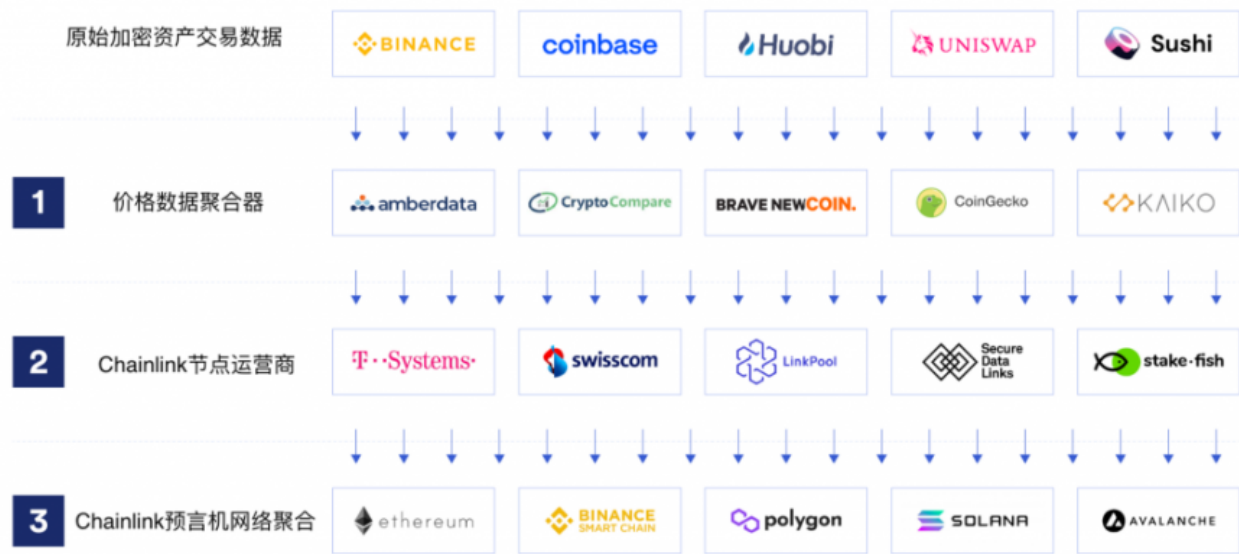 原始加密资产交易数据
BINANCE
coinbase
Huobi
UNISWAP
Sushi
1
价格数据聚合器
amberdata
CryptoCompare
BRAVE NEWCOIN.
CoinGecko
KAIKO
2
Chainlink节点运营商
T··Systems·
swisscom
LinkPool
Secure
Data
Links
stake·fish
3
Chainlink预言机网络聚合
ethereum
BINANCE
SMART CHAIN
polygon
SOLANA
AVALANCHE